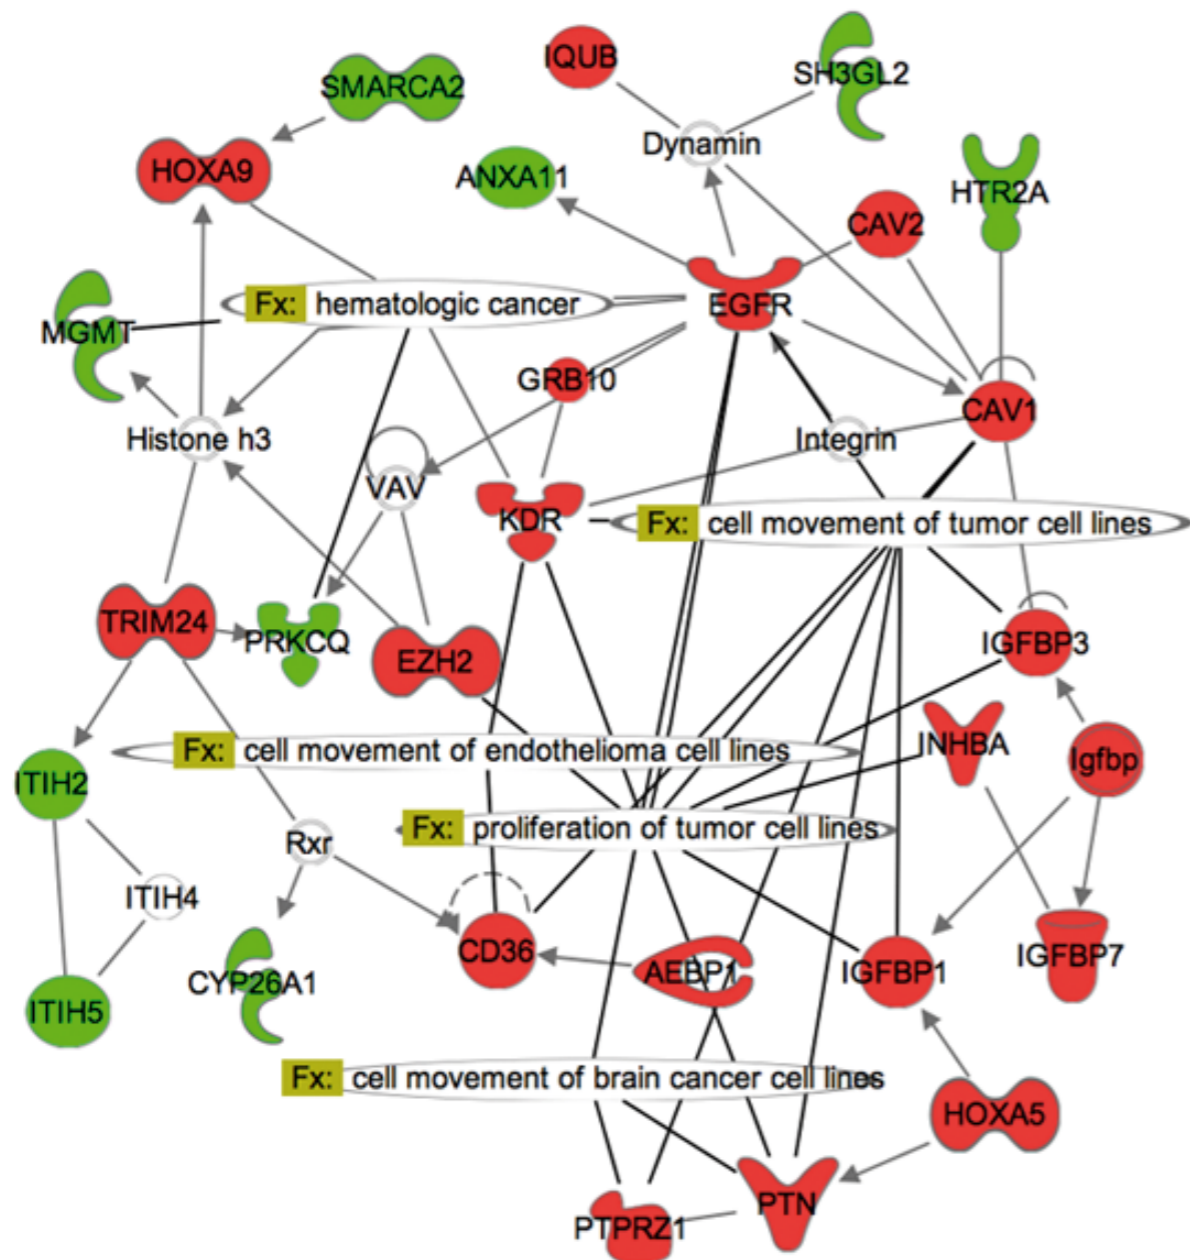 IQUB
SH3GL2
SMARCA2
Dynamin
HOXA9
ANXA11
HTR2A
CAV2
Fx: hematologic cancer
EGFR
MGMT
GRB10
CAV1
Histone h3
Integrin
VAV
KDR
Fx: cell movement of tumor cell lines
TRIM24
PRKCQ
EZH2
IGFBP3
Fx: cell movement of endothelioma cell lines
INHBA
Igfbp
ITIH2
Fx: proliferation of tumor cell lines
Rxr
ITIH4
CD36
AEBP1
IGFBP1
IGFBP7
CYP26A1
ITIH5
Fx: cell movement of brain cancer cell lines
HOXA5
PTN
PTPRZ1